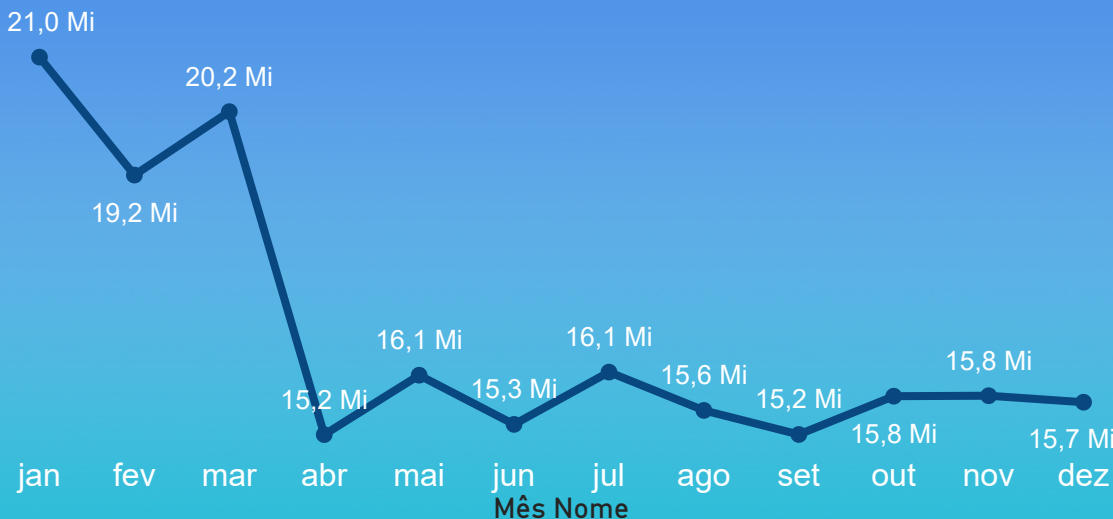 21,0 Mi
20,2 Mi
19,2 Mi
16,1 Mi
16,1 Mi
15,8 Mi
15,6 Mi
15,3 Mi
15,2 Mi
15,2 Mi
15,8 Mi
15,7 Mi
jan fev mar abr mai jun jul ago set out nov dez
Mês Nome